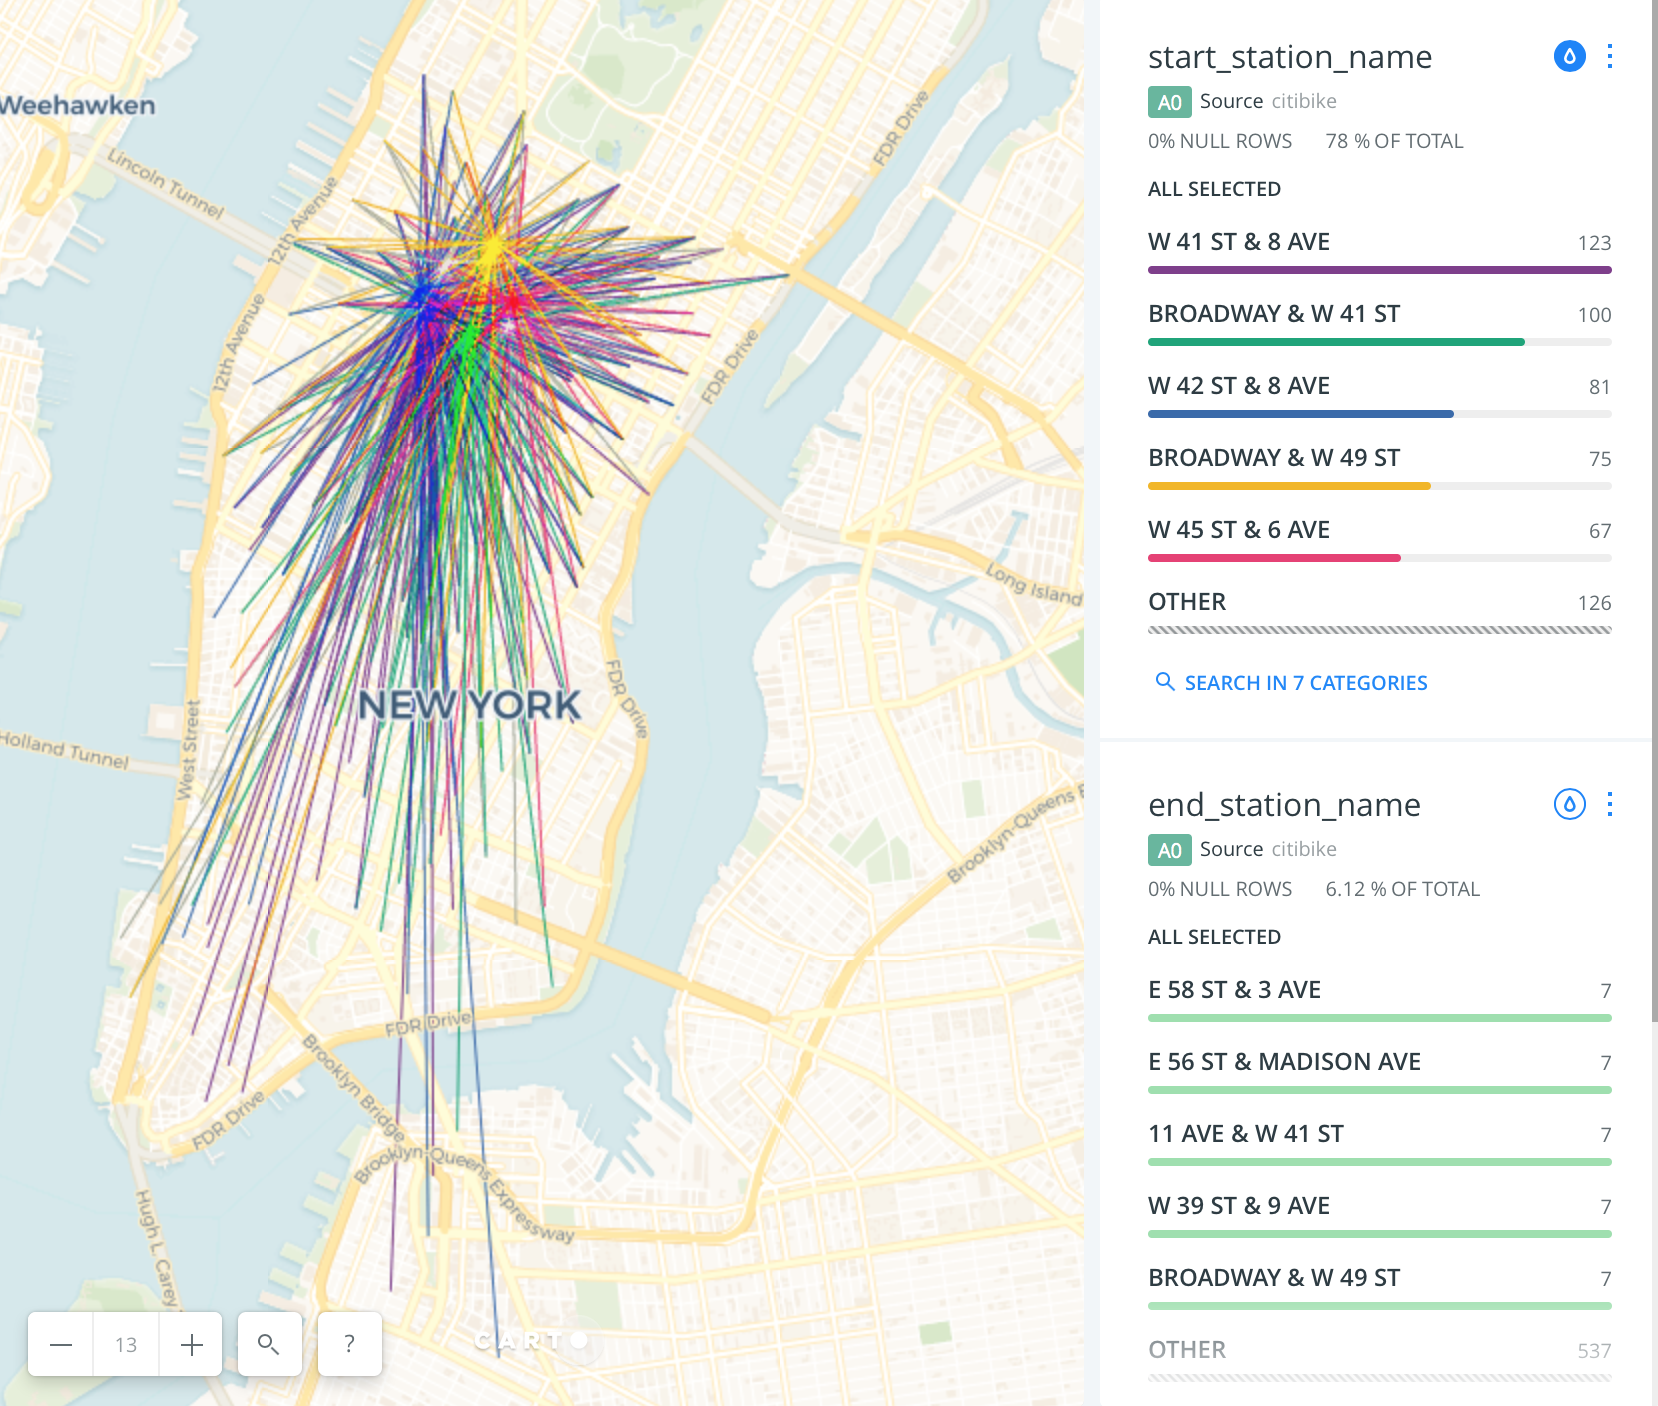 Weehawken
Lincoln Tunnel
12th Avenue
12th Avenue
FDR Drive
FDR Drive
Long Island
NEW YORK
FDR Drive
West Street
Holland Tunnel
Brooklyn-Queens E
FDR Drive
Brooklyn Bridge
FDR Drive
Brooklyn-Queens Expressway
Hugh L. Carey
13
?
CARTO
start_station_name
A0 Source citibike
0% NULL ROWS 78 % OF TOTAL
ALL SELECTED
W 41 ST & 8 AVE 123
BROADWAY & W 41 ST 100
W 42 ST & 8 AVE 81
BROADWAY & W 49 ST 75
W 45 ST & 6 AVE 67
OTHER 126
SEARCH IN 7 CATEGORIES
end_station_name
A0 Source citibike
0% NULL ROWS 6.12 % OF TOTAL
ALL SELECTED
E 58 ST & 3 AVE 7
E 56 ST & MADISON AVE 7
11 AVE & W 41 ST 7
W 39 ST & 9 AVE 7
BROADWAY & W 49 ST 7
OTHER 537